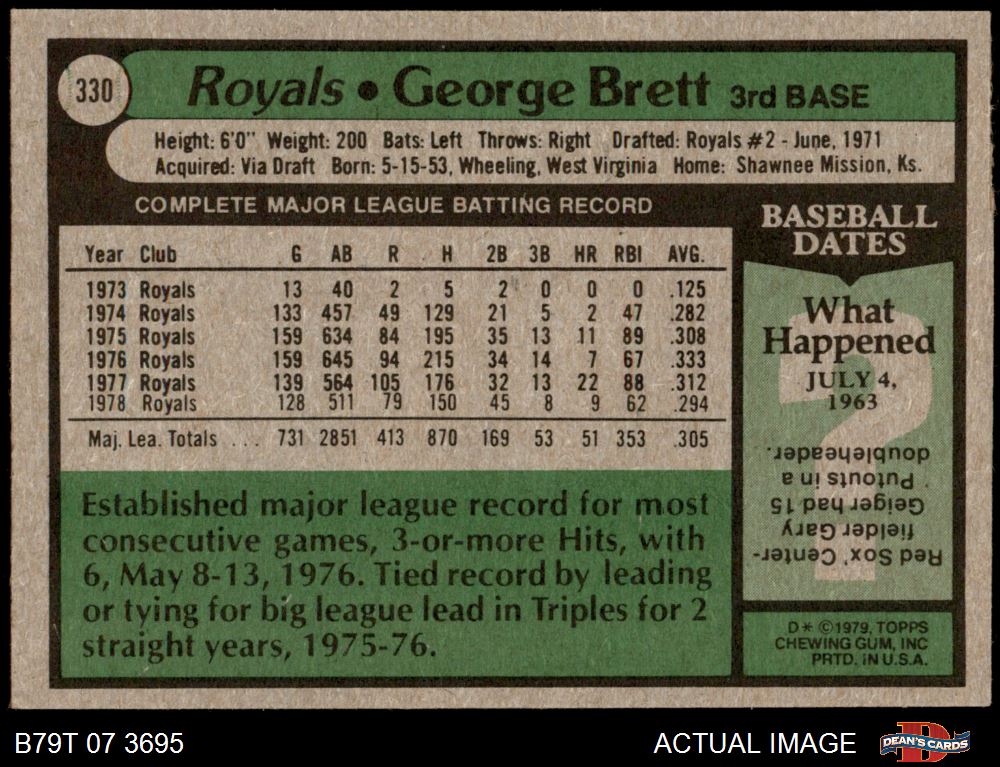 330
Royals • George Brett 3rd BASE
Height: 6'0" Weight: 200 Bats: Left Throws: Right Drafted: Royals #2 - June, 1971
Acquired: Via Draft Born: 5-15-53, Wheeling, West Virginia Home: Shawnee Mission, Ks.
COMPLETE MAJOR LEAGUE BATTING RECORD
Year Club G AB R H 2B 3B HR RBI AVG.
1973 Royals 13 40 2 5 2 0 0 0 .125
1974 Royals 133 457 49 129 21 5 2 47 .282
1975 Royals 159 634 84 195 35 13 11 89 .308
1976 Royals 159 645 94 215 34 14 7 67 .333
1977 Royals 139 564 105 176 32 13 22 88 .312
1978 Royals 128 511 79 150 45 8 9 62 .294
Maj. Lea. Totals ... 731 2851 413 870 169 53 51 353 .305
Established major league record for most
consecutive games, 3-or-more Hits, with
6, May 8-13, 1976. Tied record by leading
or tying for big league lead in Triples for 2
straight years, 1975-76.
BASEBALL
DATES
What
Happened
JULY 4,
1963
Red Sox' Center-
fielder Gary
Geiger had 15
Putouts in a
doubleheader.
D* ©1979, TOPPS
CHEWING GUM, INC
PRTD. IN U.S.A.
B79T 07 3695
ACTUAL IMAGE
DEAN'S CARDS